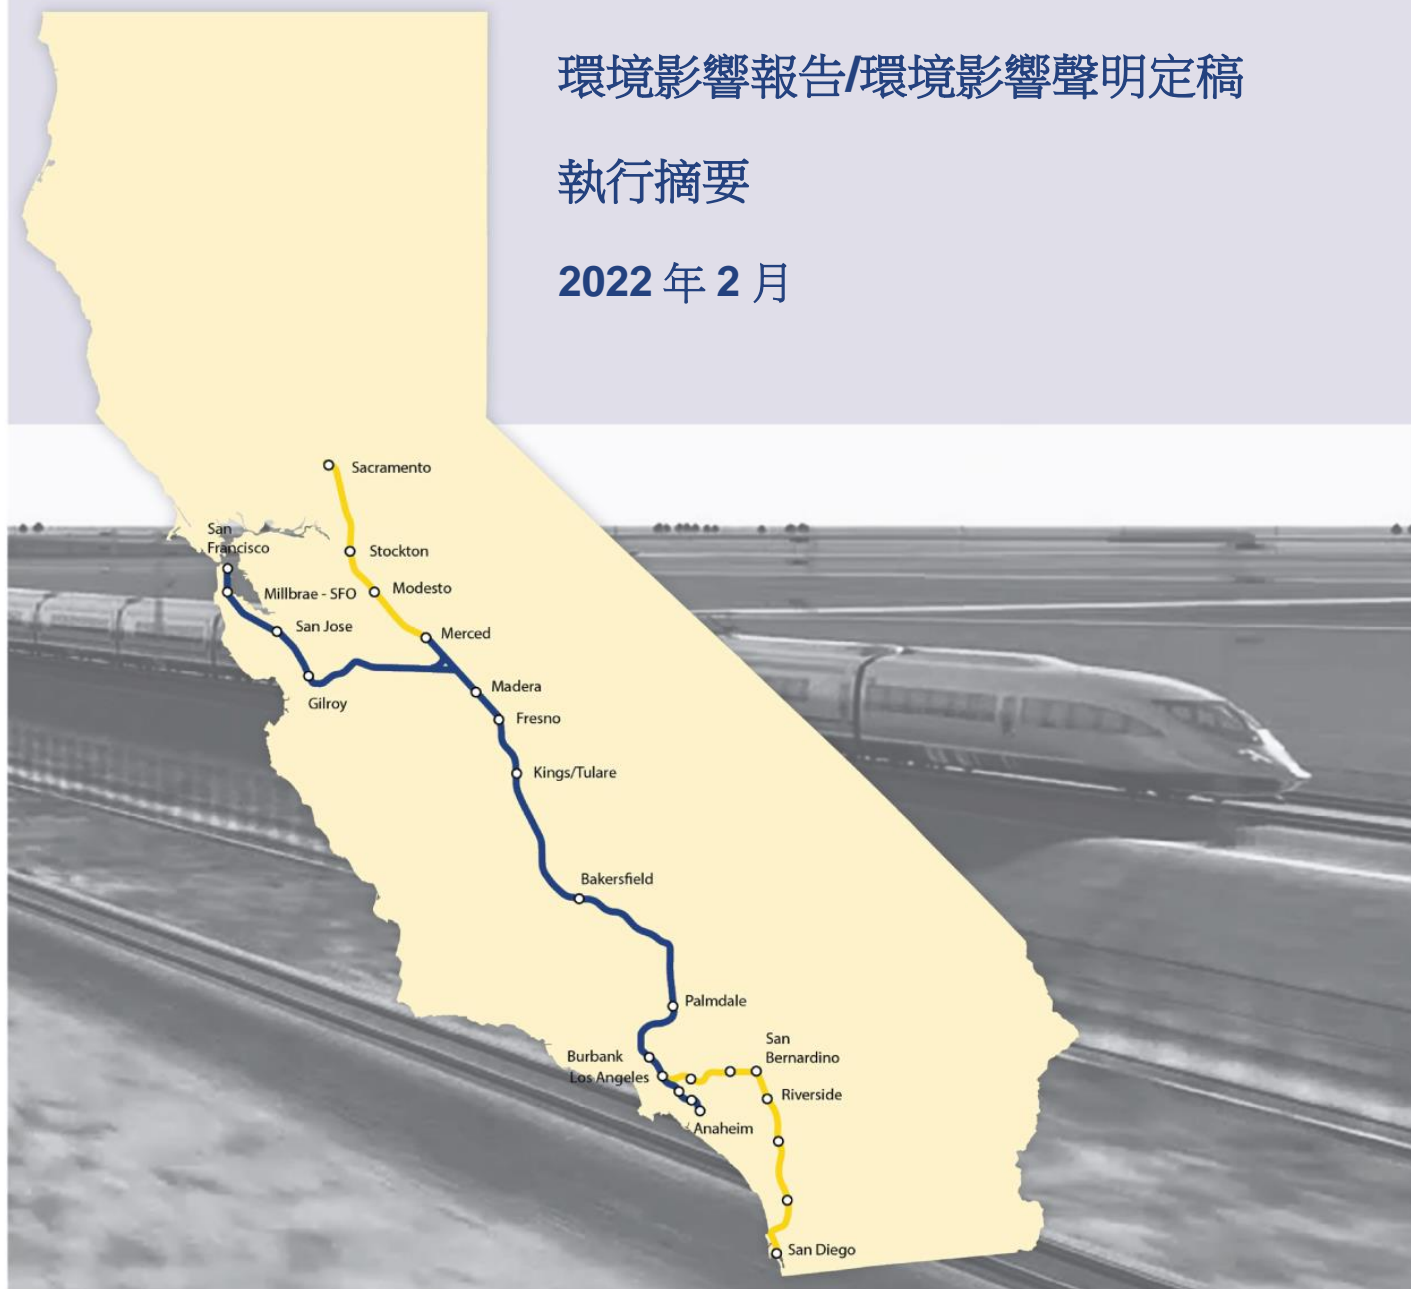 環境影響報告/環境影響聲明定稿
執行摘要
2022 年 2 月
Sacramento
San
Francisco
Stockton
Millbrae - SFO
Modesto
San Jose
Merced
Gilroy
Madera
Fresno
Kings/Tulare
Bakersfield
Palmdale
Burbank
Los Angeles
San
Bernardino
Riverside
Anaheim
San Diego